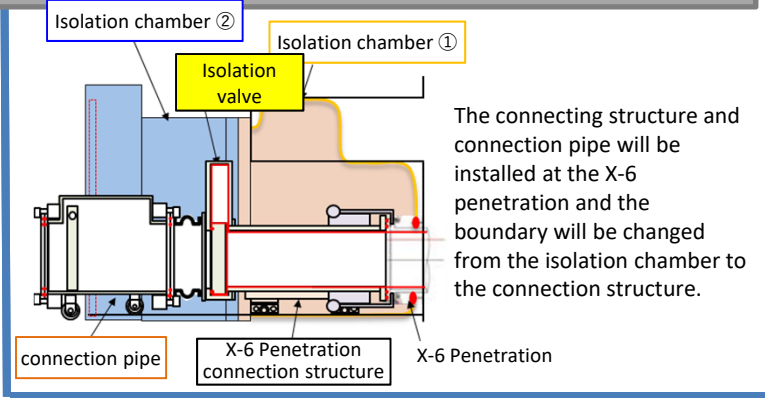 Isolation chamber ②
Isolation chamber ①
Isolation
valve
The connecting structure and
connection pipe will be
installed at the X-6
penetration and the
boundary will be changed
from the isolation chamber to
the connection structure.
connection pipe
X-6 Penetration
connection structure
X-6 Penetration